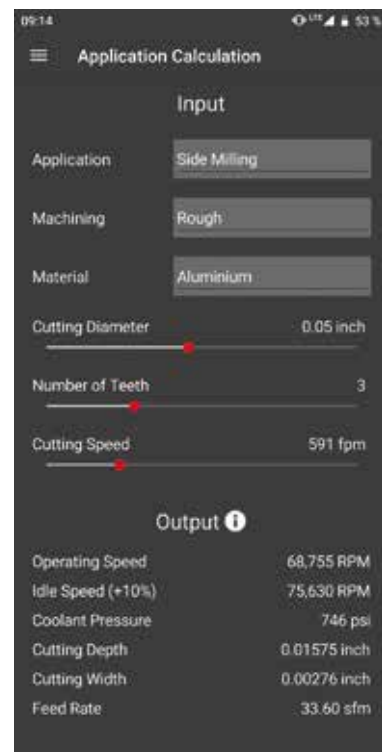 09:14 LTE 53 %
Application Calculation
Input
Application Side Milling
Machining Rough
Material Aluminium
Cutting Diameter 0.05 inch
Number of Teeth 3
Cutting Speed 591 fpm
Output i
Operating Speed 68,755 RPM
Idle Speed (+10%) 75,630 RPM
Coolant Pressure 746 psi
Cutting Depth 0.01575 inch
Cutting Width 0.00276 inch
Feed Rate 33.60 sfm